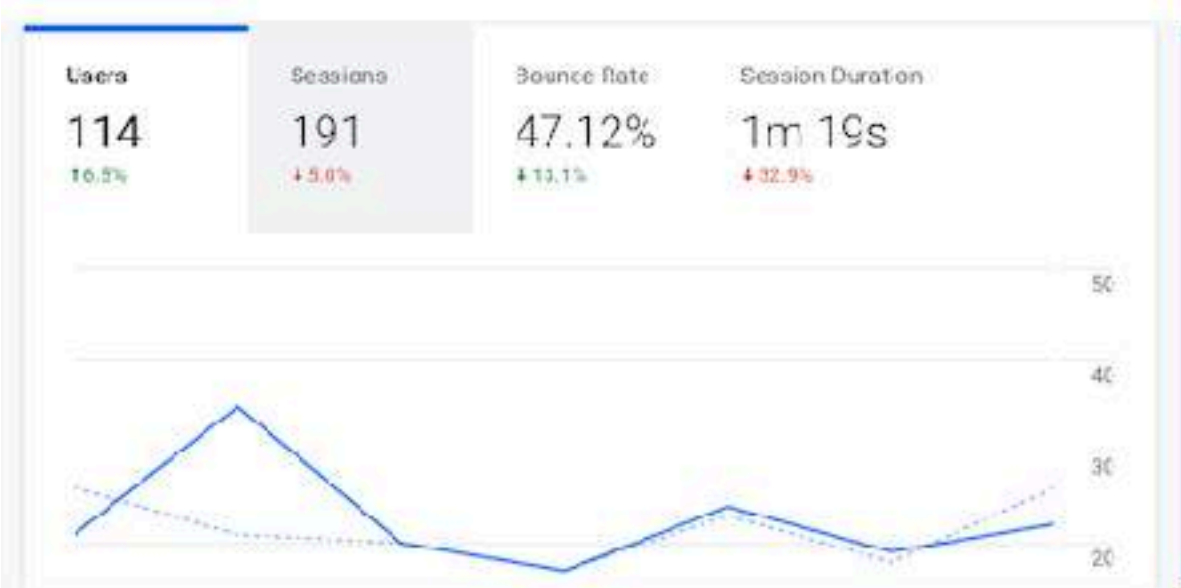 Users Sessions Bounce Rate Session Duration
114 191 47.12% 1m 19s
↑6.5% ↓5.0% ↓13.1% ↓32.9%
50
40
30
20